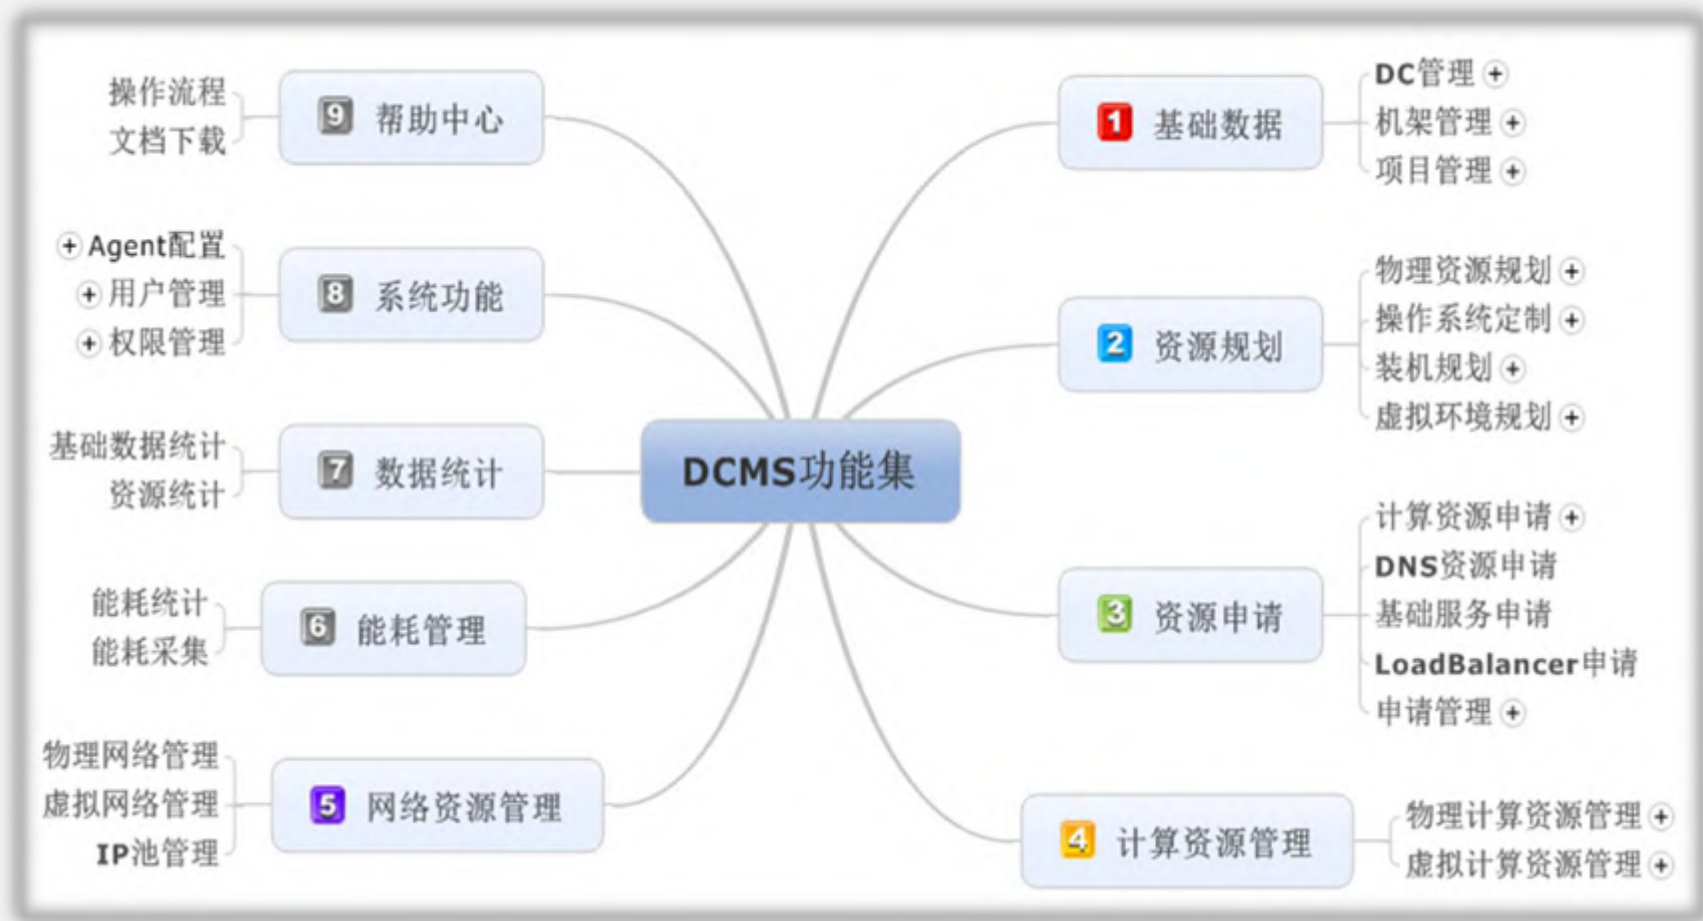 DCMS功能集
1 基础数据
DC管理
机架管理
项目管理
2 资源规划
物理资源规划
操作系统定制
装机规划
虚拟环境规划
3 资源申请
计算资源申请
DNS资源申请
基础服务申请
LoadBalancer申请
申请管理
4 计算资源管理
物理计算资源管理
虚拟计算资源管理
5 网络资源管理
物理网络管理
虚拟网络管理
IP池管理
6 能耗管理
能耗统计
能耗采集
7 数据统计
基础数据统计
资源统计
8 系统功能
Agent配置
用户管理
权限管理
9 帮助中心
操作流程
文档下载